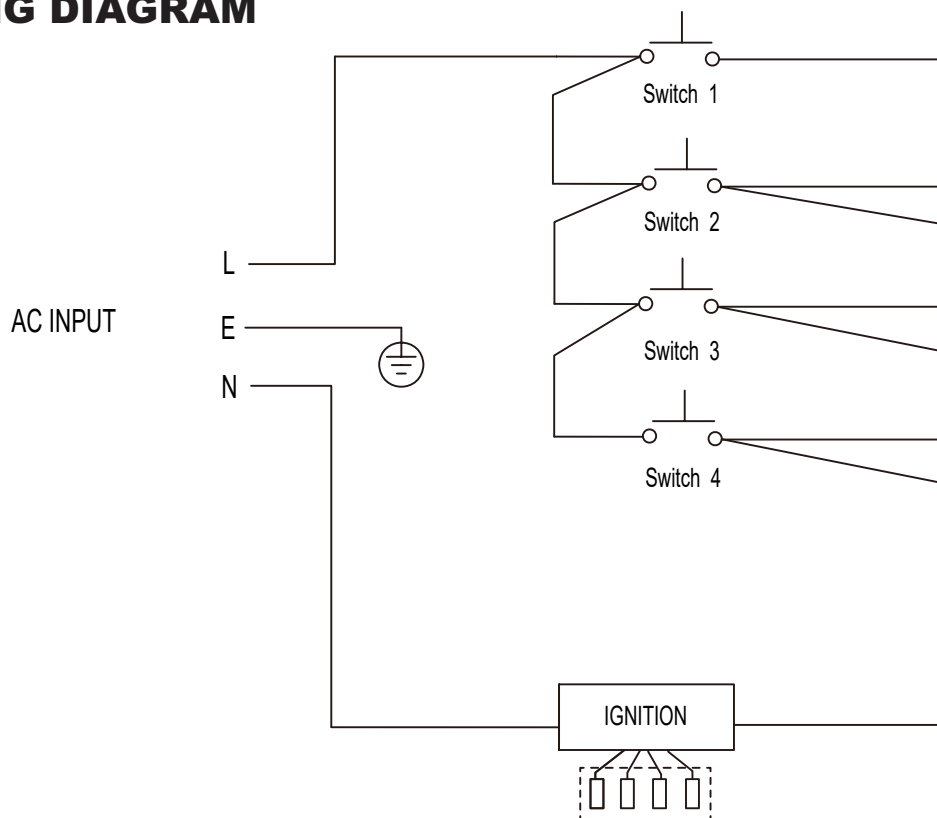 DIAGRAM
Switch 1
Switch 2
L
Switch 3
AC INPUT
E
N
Switch 4
IGNITION